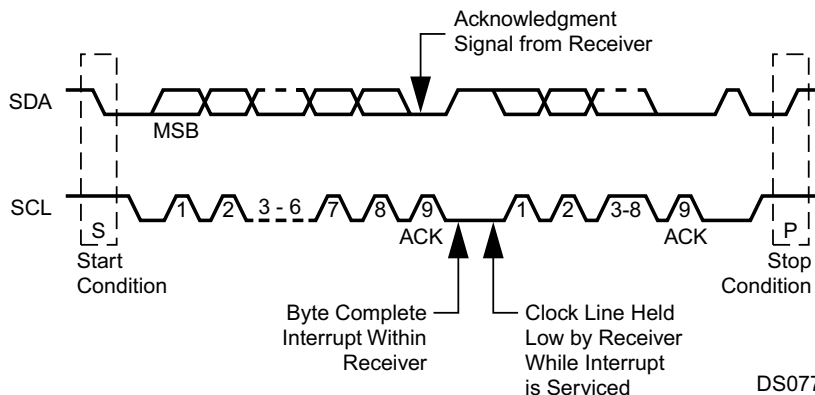 Acknowledgment
Signal from Receiver
SDA
MSB
SCL
1 2 3 - 6 7 8 9 1 2 3-8 9
S ACK ACK P
Start
Condition
Stop
Condition
Byte Complete
Interrupt Within
Receiver
Clock Line Held
Low by Receiver
While Interrupt
is Serviced
DS077